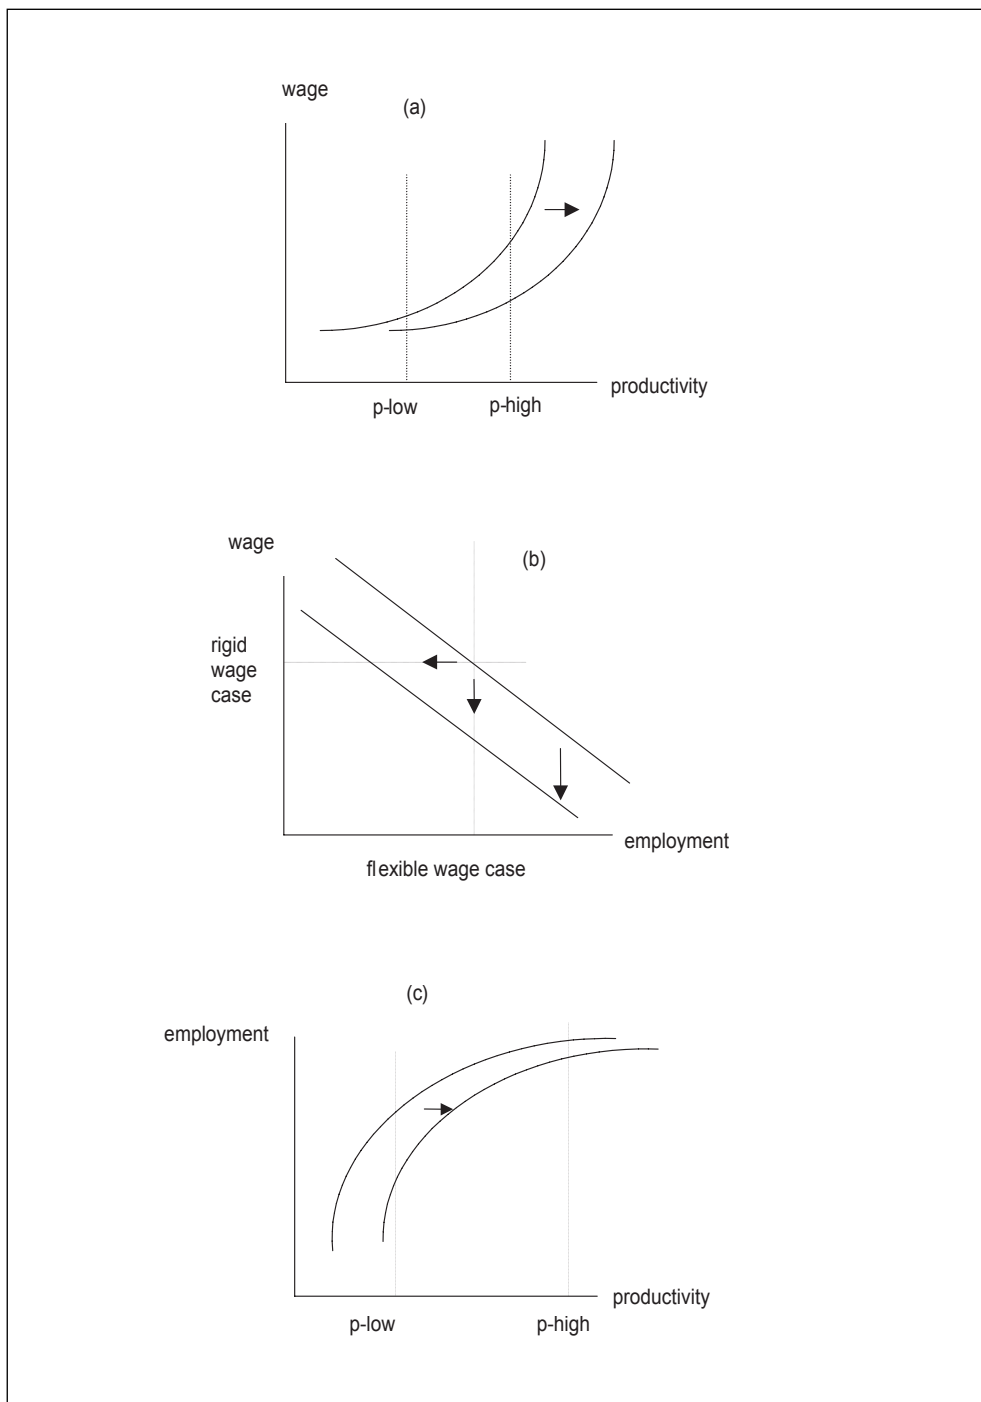 wage
(a)
productivity
p-low
p-high
wage
(b)
rigid
wage
case
employment
flexible wage case
(c)
employment
productivity
p-low
p-high